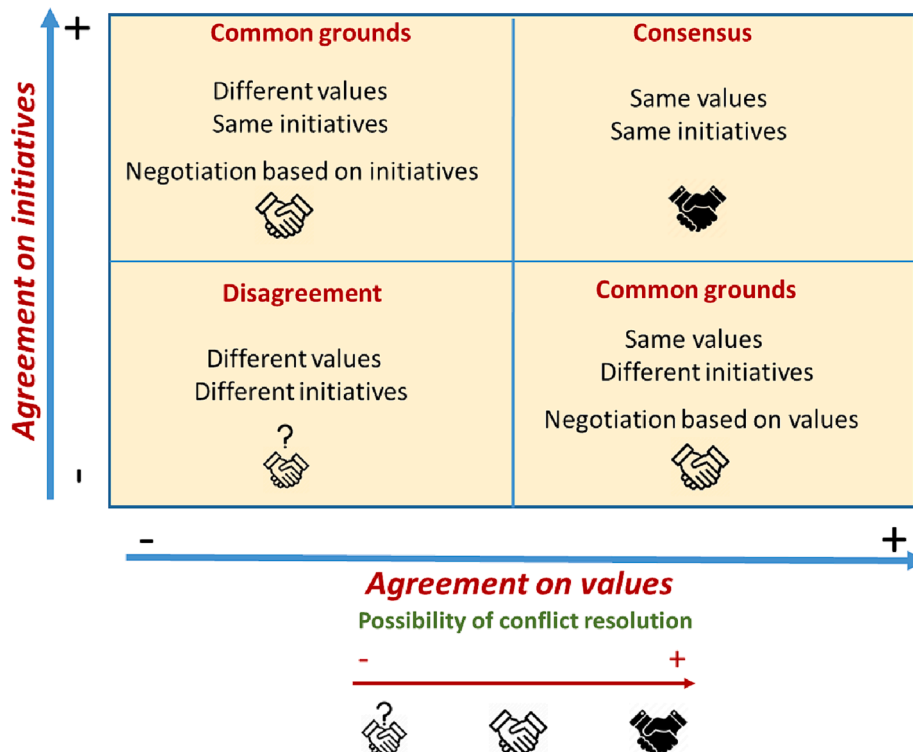 +
Agreement on initiatives
-
Common grounds
Different values
Same initiatives
Negotiation based on initiatives
Consensus
Same values
Same initiatives
Disagreement
Different values
Different initiatives
?
Common grounds
Same values
Different initiatives
Negotiation based on values
- +
Agreement on values
Possibility of conflict resolution
- +
?